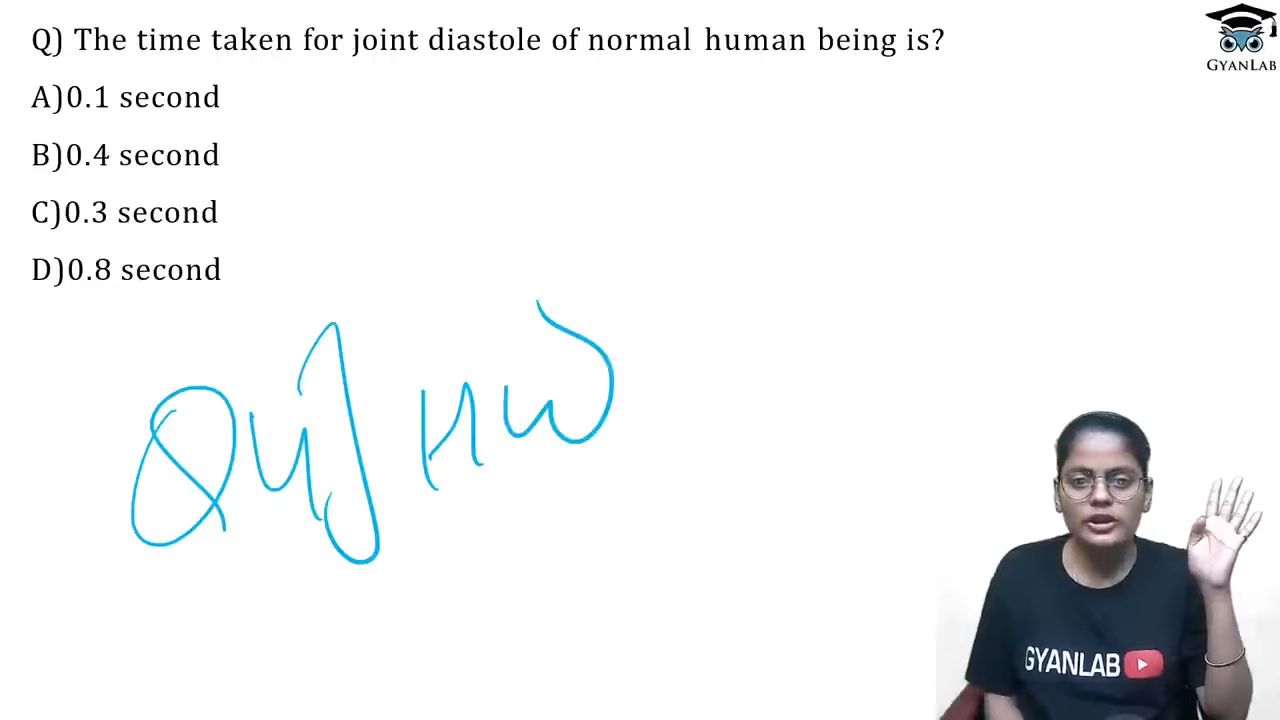 Q) The time taken for joint diastole of normal human being is?
GYANLAB
A)0.1 second
B)0.4 second
C)0.3 second
D)0.8 second
HW
GYANLAB